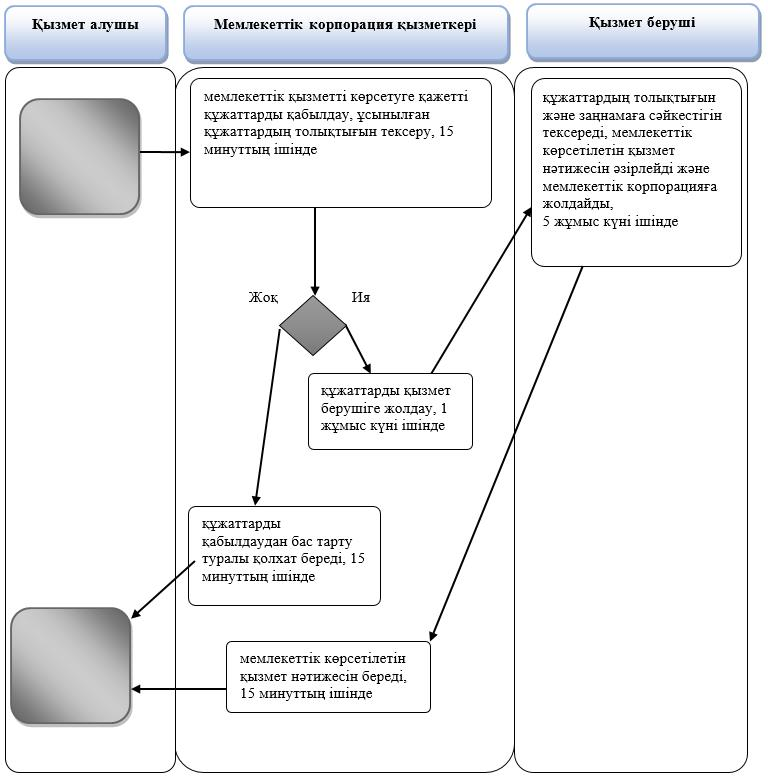 Қызмет алушы
Мемлекеттік корпорация қызметкері
Қызмет беруші
мемлекеттік қызметті көрсетуге қажетті
құжаттарды қабылдау, ұсынылған
құжаттардың толықтығын тексеру, 15
минуттың ішінде
құжаттардың толықтығын
және заңнамаға сәйкестігін
тексереді, мемлекеттік
көрсетілетін қызмет
нәтижесін әзірлейді және
мемлекеттік корпорацияға
жолдайды,
5 жұмыс күні ішінде
Жоқ
Ия
құжаттарды қызмет
берушіге жолдау, 1
жұмыс күні ішінде
құжаттарды
қабылдаудан бас тарту
туралы қолхат береді, 15
минуттың ішінде
мемлекеттік көрсетілетін
қызмет нәтижесін береді,
15 минуттың ішінде